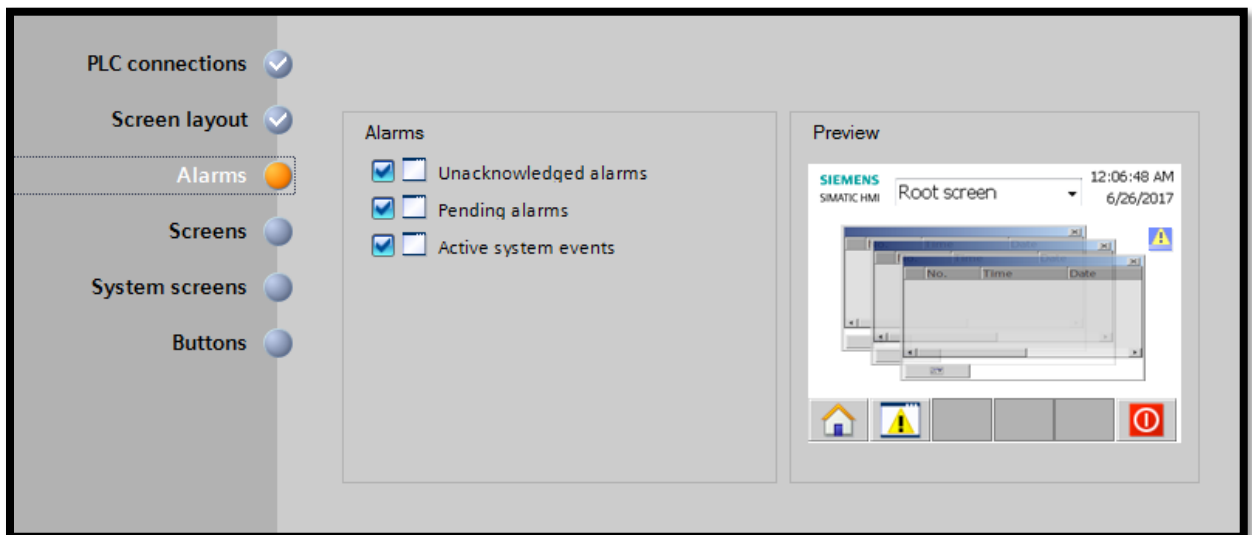 PLC connections
Screen layout
Alarms
Screens
System screens
Buttons
Alarms
Unacknowledged alarms
Pending alarms
Active system events
Preview
SIEMENS
SIMATIC HMI
Root screen
12:06:48 AM
6/26/2017
No. Time Date